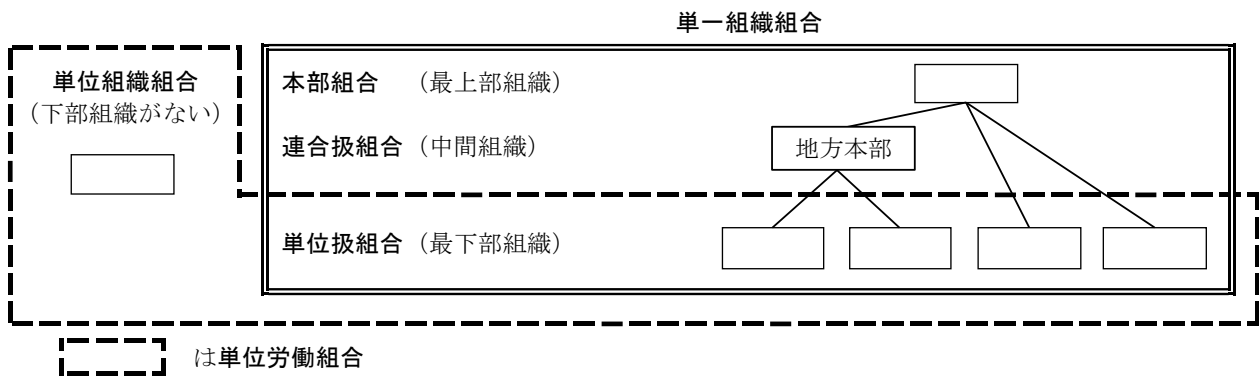 単一組織組合
単位組織組合
（下部組織がない）
本部組合 （最上部組織）
連合扱組合（中間組織）
地方本部
単位扱組合（最下部組織）
は単位労働組合